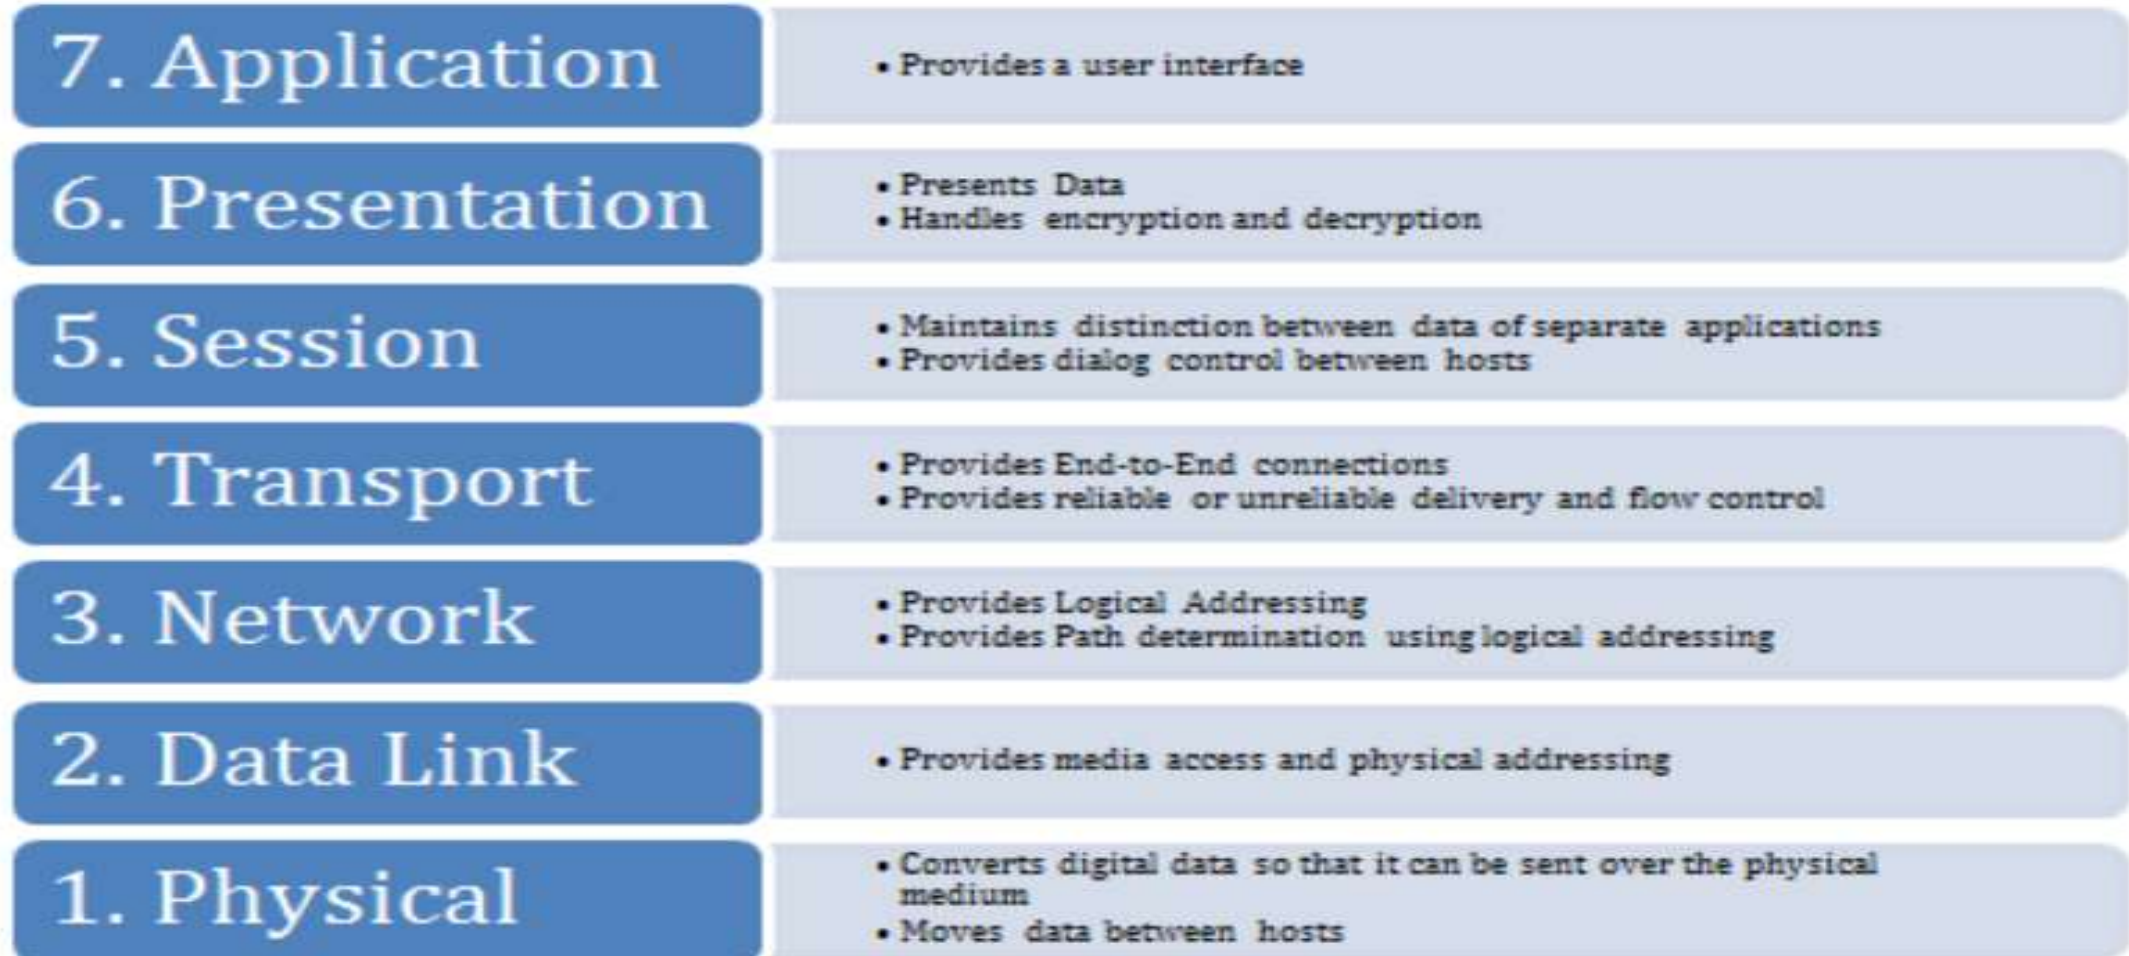 7. Application
• Provides a user interface
6. Presentation
• Presents Data
• Handles encryption and decryption
5. Session
• Maintains distinction between data of separate applications
• Provides dialog control between hosts
4. Transport
• Provides End-to-End connections
• Provides reliable or unreliable delivery and flow control
3. Network
• Provides Logical Addressing
• Provides Path determination using logical addressing
2. Data Link
• Provides media access and physical addressing
1. Physical
• Converts digital data so that it can be sent over the physical
medium
• Moves data between hosts